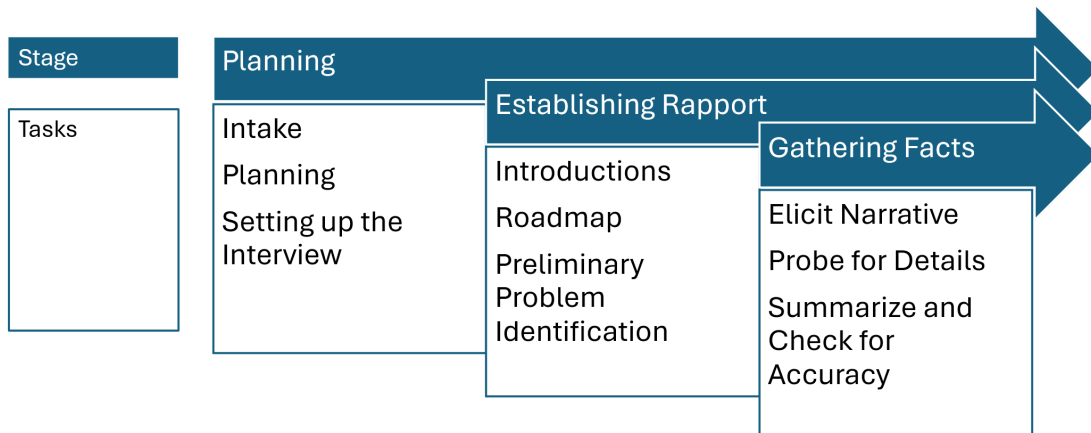 Stage
Planning
Establishing Rapport
Gathering Facts
Tasks
Intake
Planning
Setting up the
Interview
Introductions
Roadmap
Preliminary
Problem
Identification
Elicit Narrative
Probe for Details
Summarize and
Check for
Accuracy